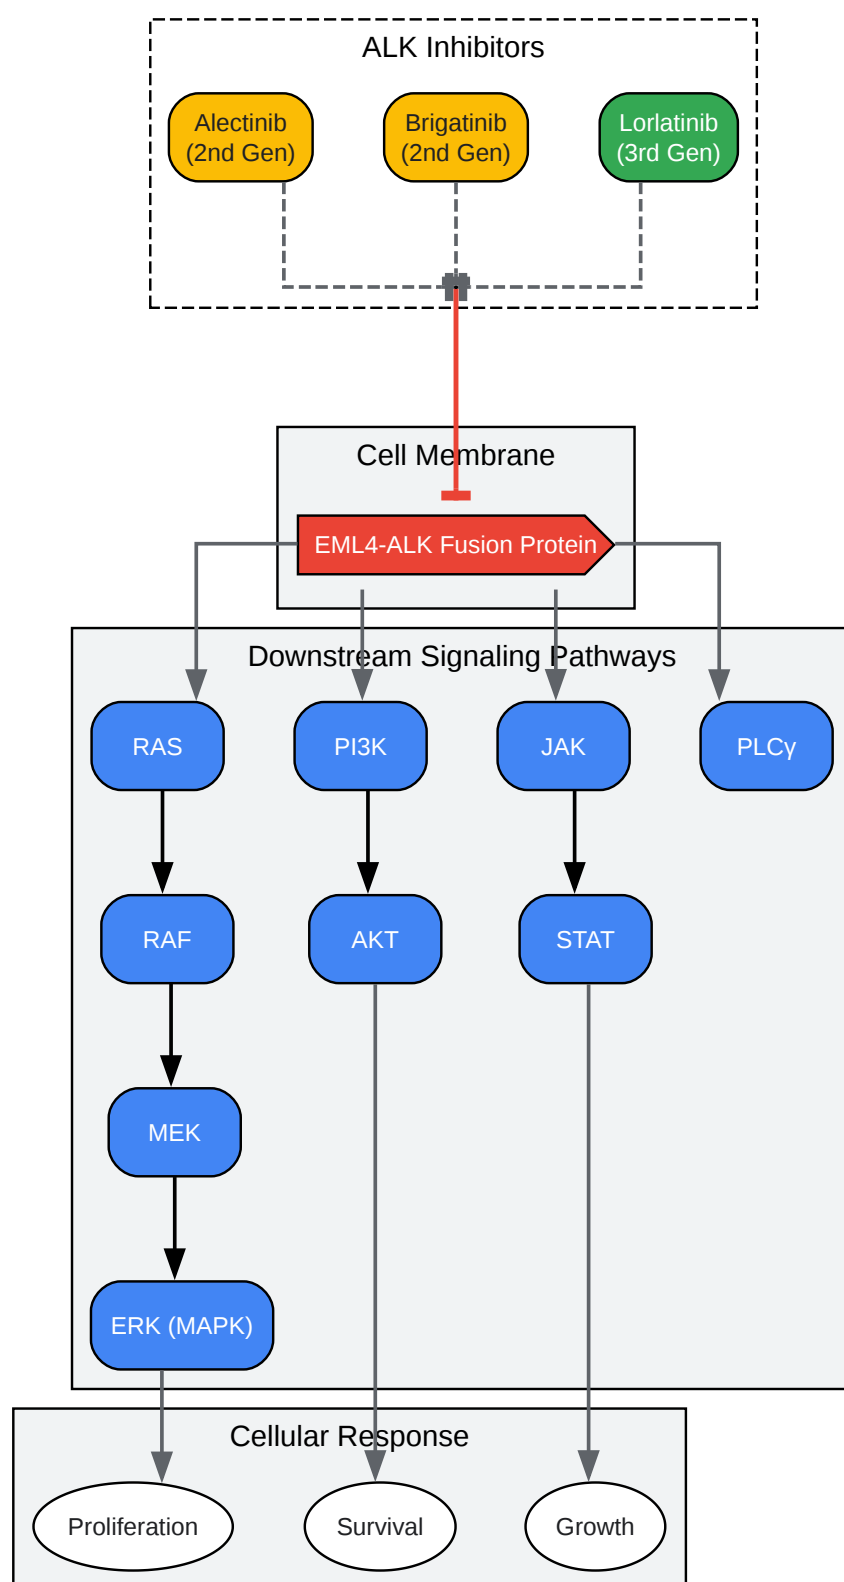 ALK Inhibitors
Alectinib
(2nd Gen)
Brigatinib
(2nd Gen)
Lorlatinib
(3rd Gen)
Cell Membrane
EML4-ALK Fusion Protein
Downstream Signaling Pathways
RAS
PI3K
JAK
PLCγ
RAF
AKT
STAT
MEK
ERK (MAPK)
Cellular Response
Proliferation
Survival
Growth